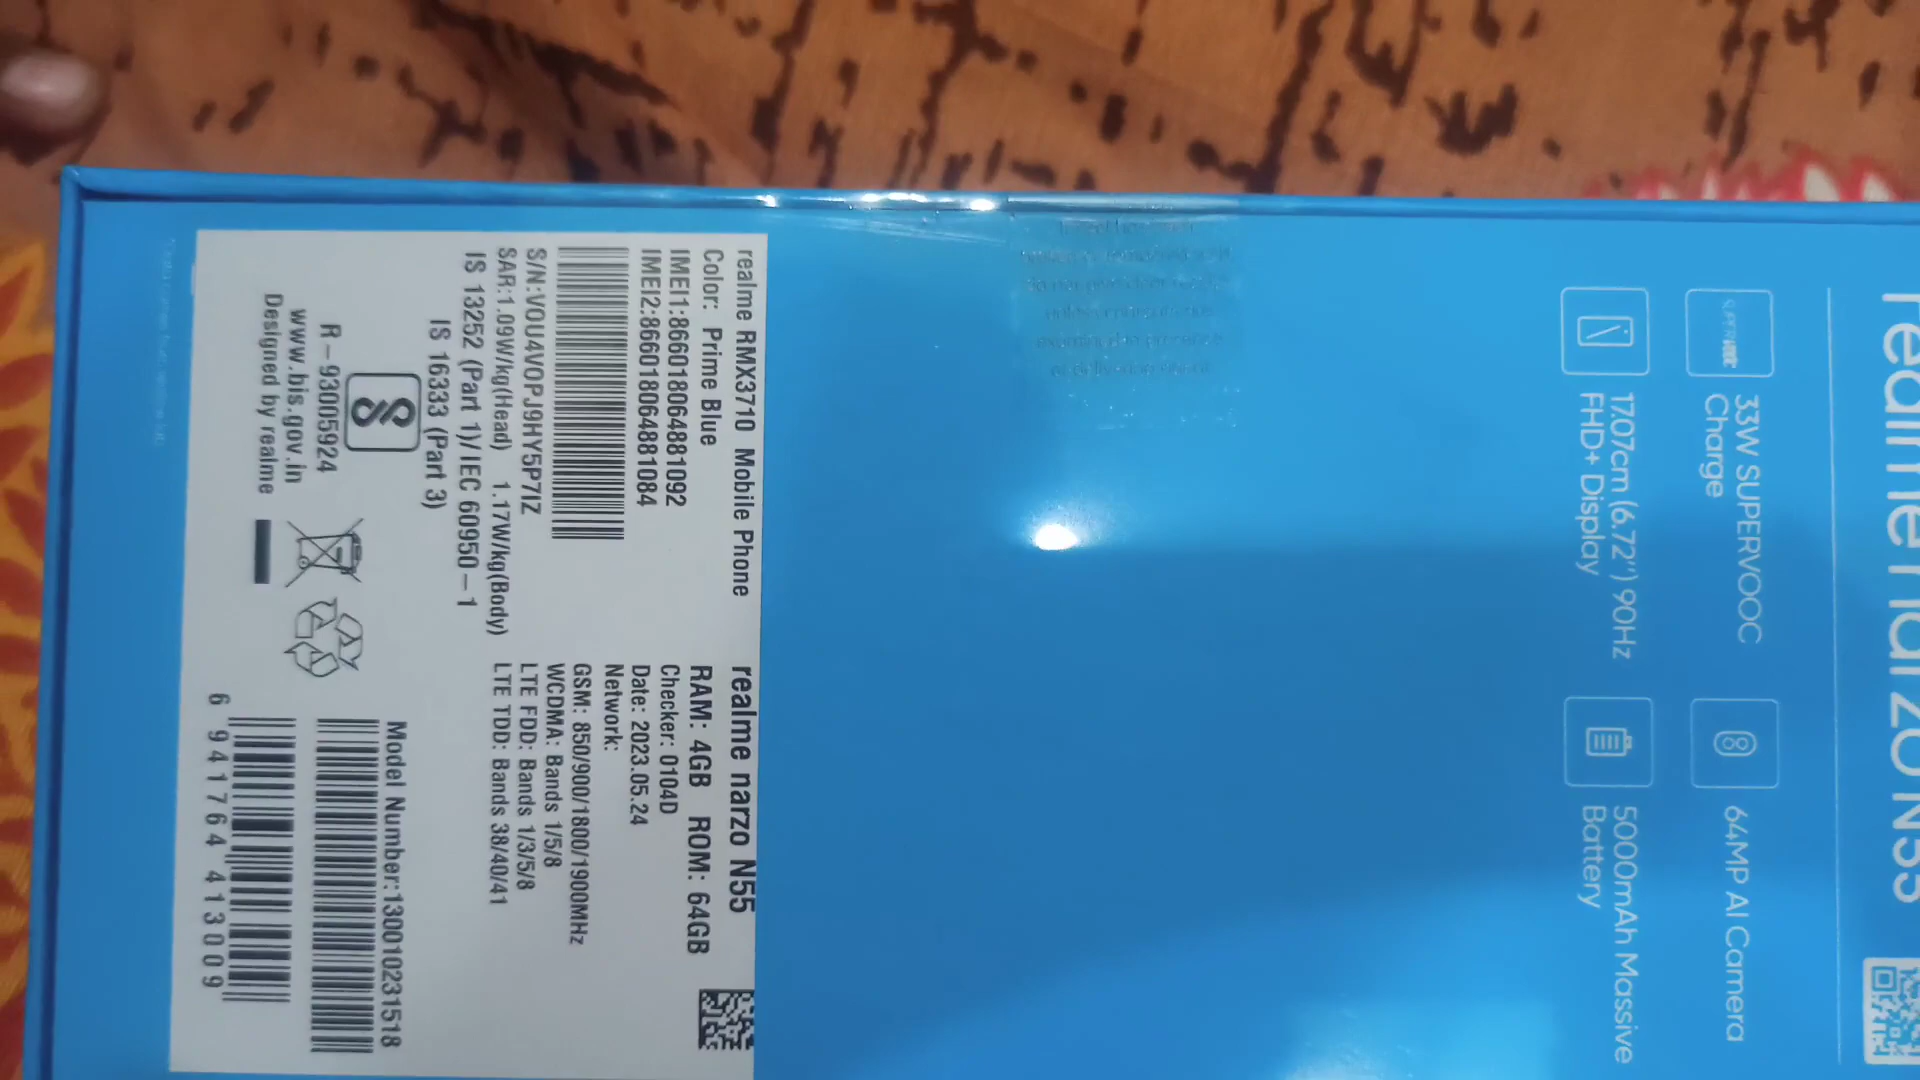 realme narzo N55
33W SUPERVOOC
Charge
64MP AI Camera
17.07cm (6.72") 90Hz
FHD+ Display
5000mAh Massive
Battery
realme RMX3710 Mobile Phone
Color: Prime Blue
IMEI1:866018064881092
IMEI2:866018064881084
S/N:VOU4VOPJ9HY5P7IZ
SAR:1.09W/kg(Head) 1.17W/kg(Body)
IS 13252 (Part 1)/IEC 60950-1
IS 16333 (Part 3)
R-93005924
www.bis.gov.in
Designed by realme
realme narzo N55
RAM: 4GB ROM: 64GB
Checker: 0104D
Date: 2023.05.24
Network:
GSM: 850/900/1800/1900MHz
WCDMA: Bands 1/5/8
LTE FDD: Bands 1/3/5/8
LTE TDD: Bands 38/40/41
Model Number:130010231518
6 941764 413009